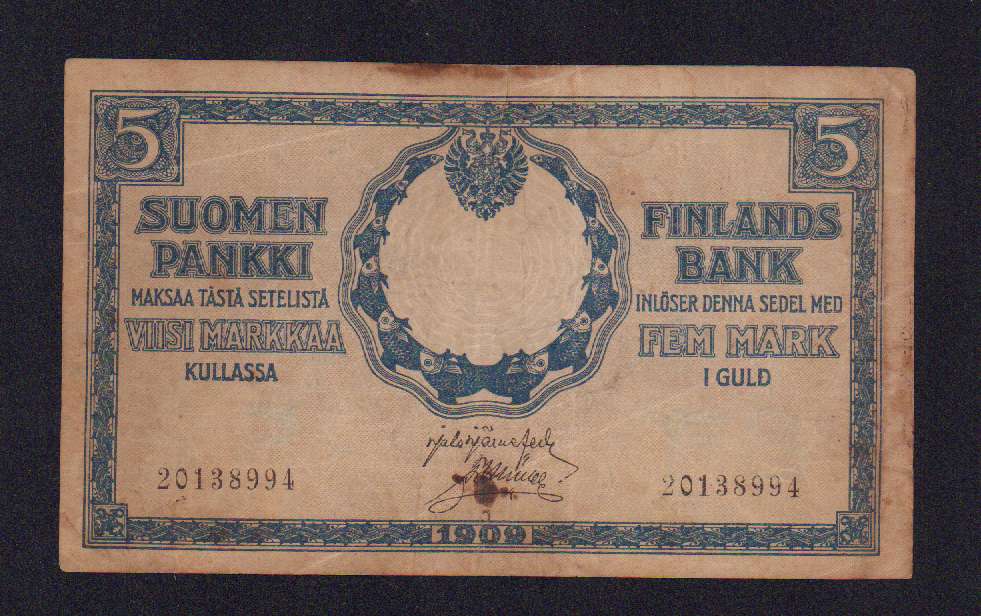 5
5
SUOMEN
PANKKI
MAKSAA TÄSTÄ SETELISTÄ
VIISI MARKKAA
KULLASSA
FINLANDS
BANK
INLÖSER DENNA SEDEL MED
FEM MARK
I GULD
20138994
20138994
1909